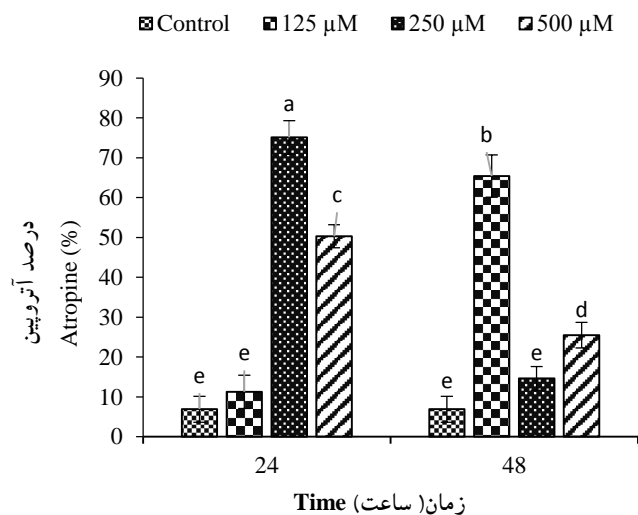 Control 125 µM 250 µM 500 µM
90
80
70
60
50
40
30
20
10
0
درصد آتروپین
Atropine (%)
e
e
a
c
e
b
e
d
24 48
Time (ساعت) زمان